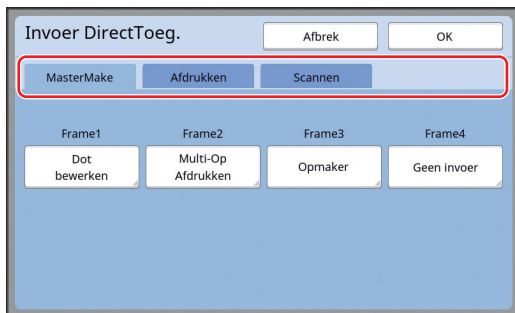 Invoer DirectToeg.
Afbrek
OK
MasterMake
Afdrukken
Scannen
Frame1
Frame2
Frame3
Frame4
Dot
bewerken
Multi-Op
Afdrukken
Opmaker
Geen invoer